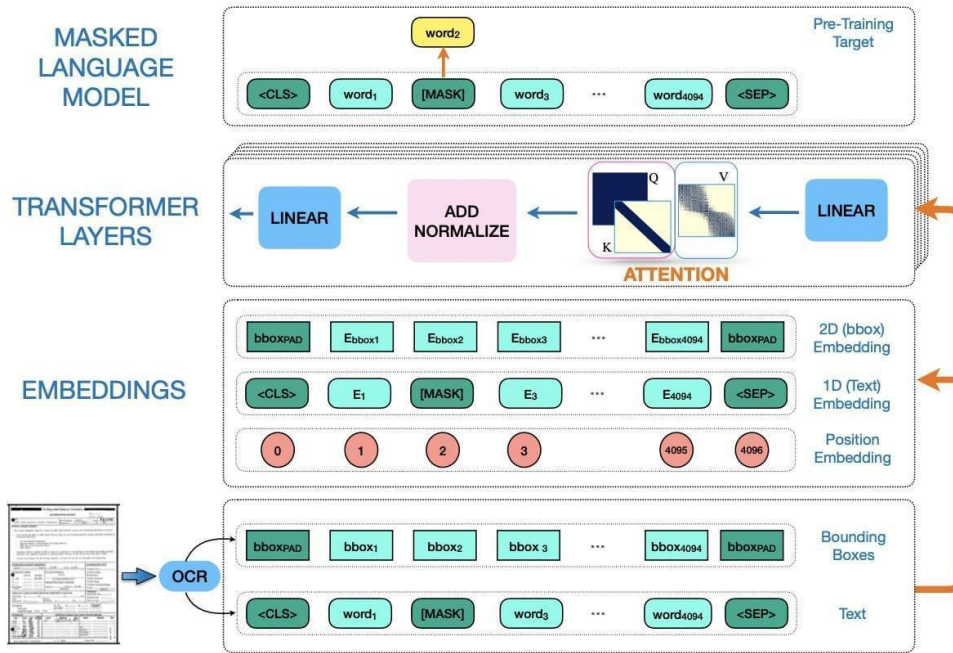 MASKED
LANGUAGE
MODEL
word2
Pre-Training
Target
<CLS> word1 [MASK] word3 ... word4094 <SEP>
TRANSFORMER
LAYERS
LINEAR
ADD
NORMALIZE
Q
K
V
ATTENTION
LINEAR
EMBEDDINGS
bboxPAD Ebbox1 Ebbox2 Ebbox3 ... Ebbox4094 bboxPAD
2D (bbox)
Embedding
<CLS> E1 [MASK] E3 ... E4094 <SEP>
1D (Text)
Embedding
0 1 2 3 4095 4096
Position
Embedding
OCR
bboxPAD bbox1 bbox2 bbox 3 ... bbox4094 bboxPAD
Bounding
Boxes
<CLS> word1 [MASK] word3 ... word4094 <SEP>
Text